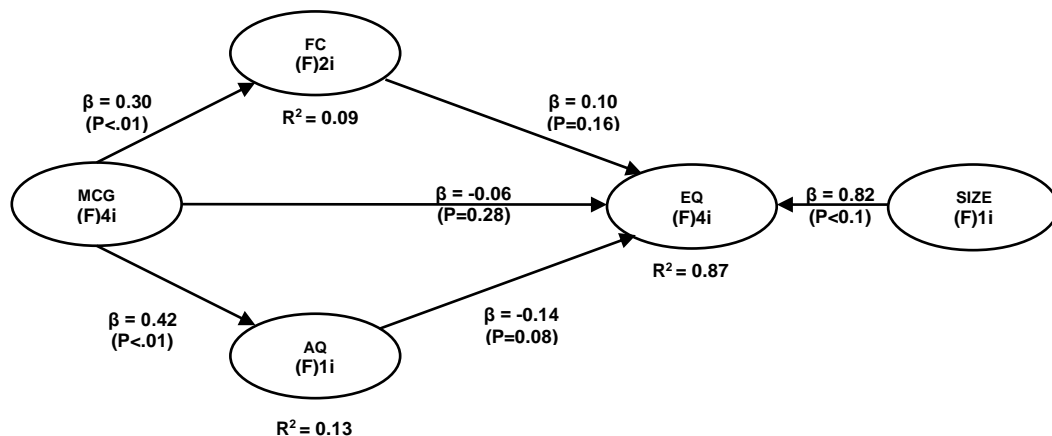 FC
(F)2i
R² = 0.09
β = 0.30
(P<.01)
β = 0.10
(P=0.16)
MCG
(F)4i
β = -0.06
(P=0.28)
EQ
(F)4i
R² = 0.87
β = 0.82
(P<0.1)
SIZE
(F)1i
β = 0.42
(P<.01)
β = -0.14
(P=0.08)
AQ
(F)1i
R² = 0.13